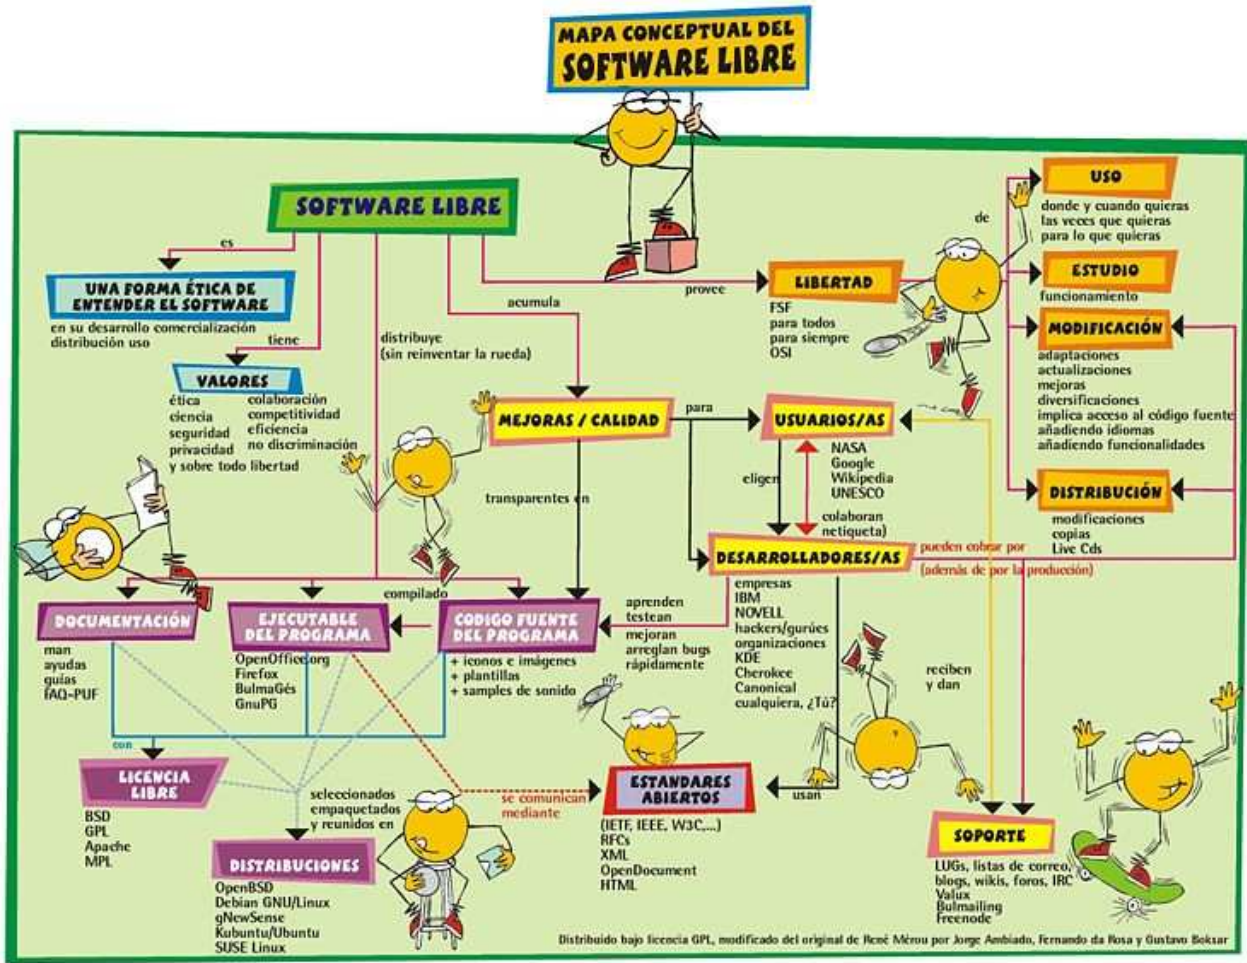 MAPA CONCEPTUAL DEL
SOFTWARE LIBRE
SOFTWARE LIBRE
es
UNA FORMA ÉTICA DE
ENTENDER EL SOFTWARE
en su desarrollo comercialización
distribución uso
tiene
VALORES
ética
ciencia
seguridad
privacidad
colaboración
competitividad
eficiencia
no discriminación
y sobre todo libertad
distribuye
(sin reinventar la rueda)
acumula
provee
LIBERTAD
FSF
para todos
para siempre
OSI
de
USO
donde y cuando quieras
las veces que quieras
para lo que quieras
ESTUDIO
funcionamiento
MODIFICACIÓN
adaptaciones
actualizaciones
mejoras
diversificaciones
implica acceso al código fuente
añadiendo idiomas
añadiendo funcionalidades
DISTRIBUCIÓN
modificaciones
copias
Live Cds
MEJORAS / CALIDAD
para
transparentes en
USUARIOS/AS
NASA
Google
Wikipedia
UNESCO
eligen
colaboran
netiqueta)
DESARROLLADORES/AS
pueden cobrar por
(además de por la producción)
empresas
IBM
NOVELL
hackers/gurúes
organizaciones
KDE
Cherokee
Canonical
cualquiera, ¿Tú?
aprenden
testean
mejoran
arreglan bugs
rápidamente
DOCUMENTACIÓN
man
ayudas
guías
FAQ-PUF
compilado
EJECUTABLE
DEL PROGRAMA
OpenOffice.org
Firefox
BulmaGés
GnuPG
CODIGO FUENTE
DEL PROGRAMA
+ iconos e imágenes
+ plantillas
+ samples de sonido
con
LICENCIA
LIBRE
BSD
GPL
Apache
MPL
seleccionados
empaquetados
y reunidos en
DISTRIBUCIONES
OpenBSD
Debian GNU/Linux
gNewSense
Kubuntu/Ubuntu
SUSE Linux
se comunican
mediante
ESTANDARES
ABIERTOS
(IETF, IEEE, W3C,...)
RFCs
XML
OpenDocument
HTML
usan
reciben
y dan
SOPORTE
LUGs, listas de correo,
blogs, wikis, foros, IRC
Valux
Bulmailing
Freenode
Distribuido bajo licencia GPL, modificado del original de René Mérou por Jorge Ambiado, Fernando da Rosa y Gustavo Boksar